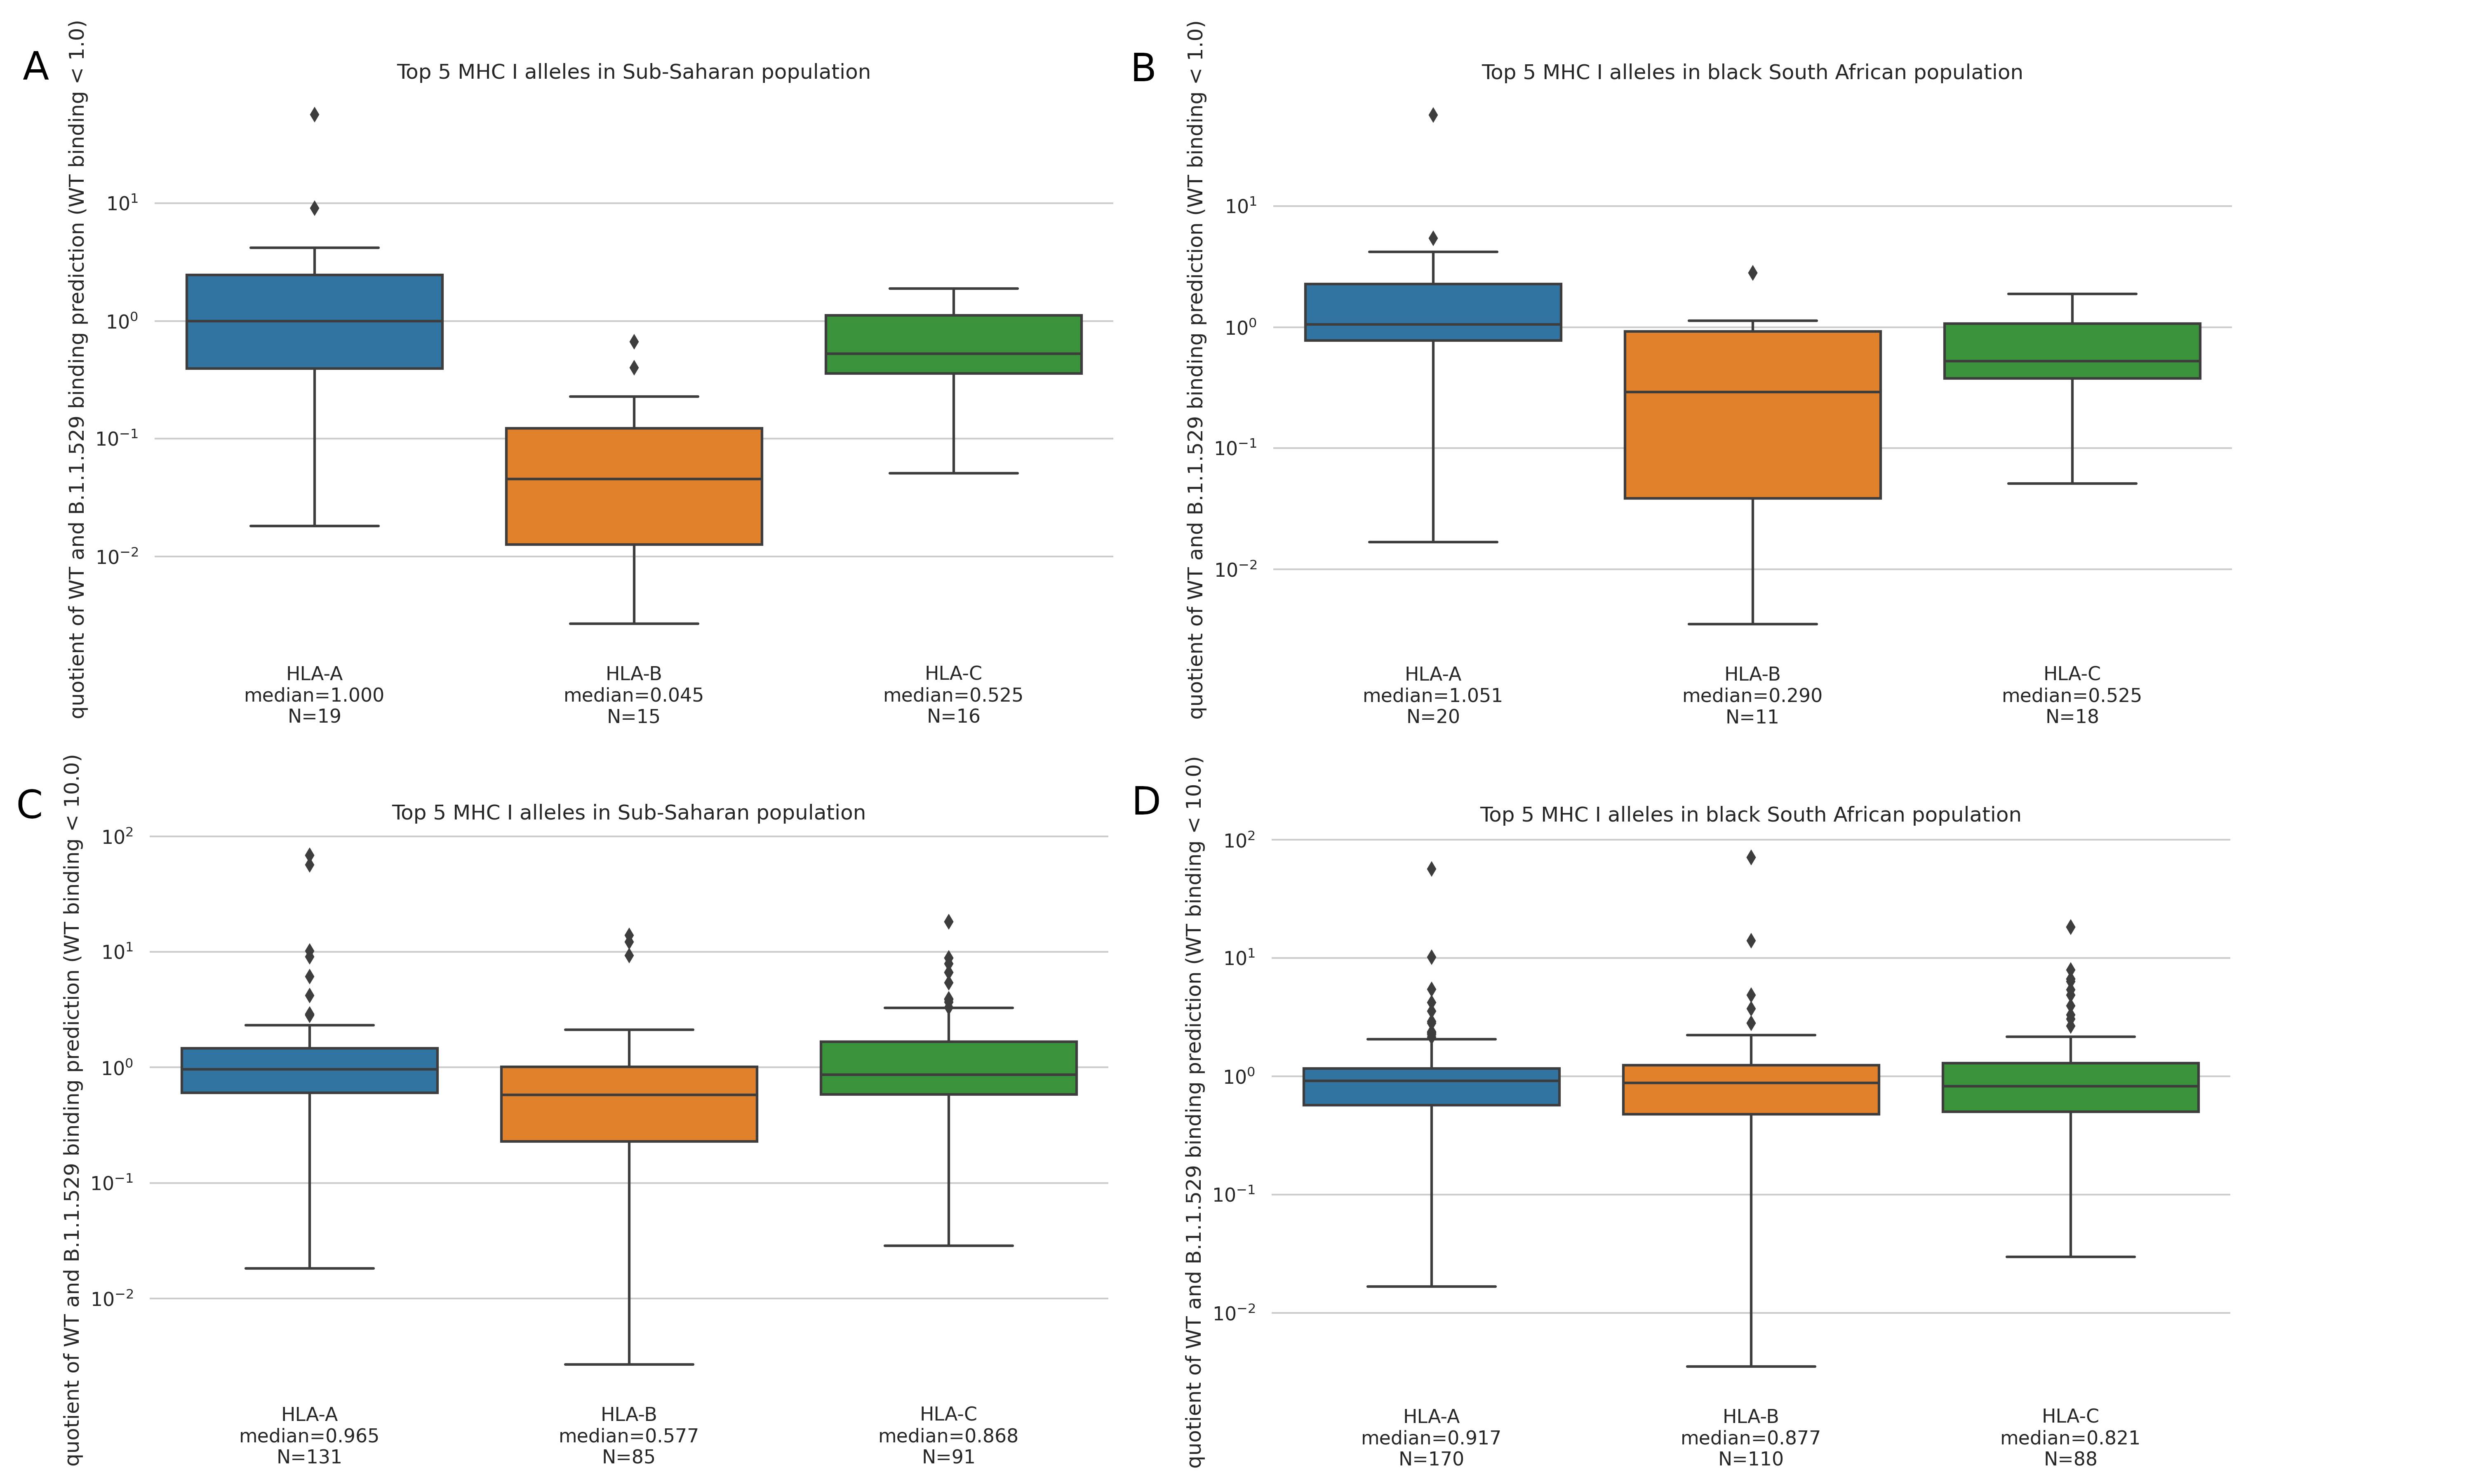 A
Top 5 MHC I alleles in Sub-Saharan population
quotient of WT and B.1.1.529 binding prediction (WT binding < 1.0)
10¹
10⁰
10⁻¹
10⁻²
HLA-A
median=1.000
N=19
HLA-B
median=0.045
N=15
HLA-C
median=0.525
N=16
B
Top 5 MHC I alleles in black South African population
quotient of WT and B.1.1.529 binding prediction (WT binding < 1.0)
10¹
10⁰
10⁻¹
10⁻²
HLA-A
median=1.051
N=20
HLA-B
median=0.290
N=11
HLA-C
median=0.525
N=18
C
Top 5 MHC I alleles in Sub-Saharan population
quotient of WT and B.1.1.529 binding prediction (WT binding < 10.0)
10²
10¹
10⁰
10⁻¹
10⁻²
HLA-A
median=0.965
N=131
HLA-B
median=0.577
N=85
HLA-C
median=0.868
N=91
D
Top 5 MHC I alleles in black South African population
quotient of WT and B.1.1.529 binding prediction (WT binding < 10.0)
10²
10¹
10⁰
10⁻¹
10⁻²
HLA-A
median=0.917
N=170
HLA-B
median=0.877
N=110
HLA-C
median=0.821
N=88